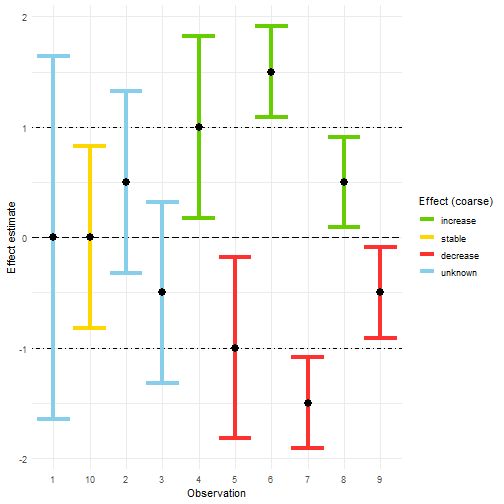 2
1
0
-1
-2
Effect estimate
1 10 2 3 4 5 6 7 8 9
Observation
Effect (coarse)
increase
stable
decrease
unknown